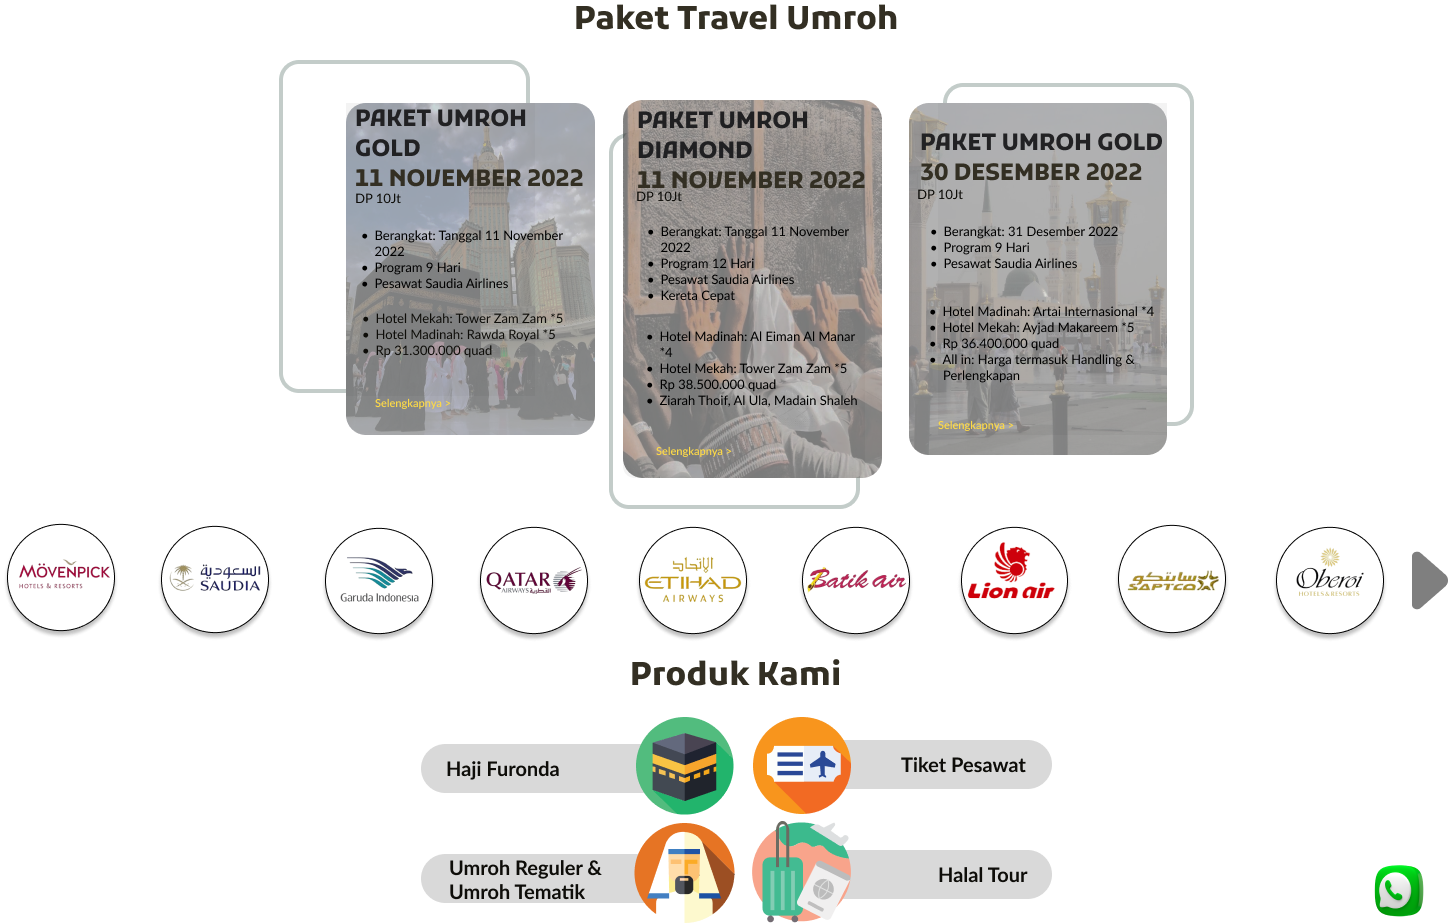 Paket Travel Umroh
PAKET UMROH
GOLD
11 NOVEMBER 2022
DP 10Jt
Berangkat: Tanggal 11 November
2022
Program 9 Hari
Pesawat Saudia Airlines
Hotel Mekah: Tower Zam Zam *5
Hotel Madinah: Rawda Royal *5
Rp 31.300.000 quad
Selengkapnya >
PAKET UMROH
DIAMOND
11 NOVEMBER 2022
DP 10Jt
Berangkat: Tanggal 11 November
2022
Program 12 Hari
Pesawat Saudia Airlines
Kereta Cepat
Hotel Madinah: Al Eiman Al Manar
*4
Hotel Mekah: Tower Zam Zam *5
Rp 38.500.000 quad
Ziarah Thoif, Al Ula, Madain Shaleh
Selengkapnya >
PAKET UMROH GOLD
30 DESEMBER 2022
DP 10Jt
Berangkat: 31 Desember 2022
Program 9 Hari
Pesawat Saudia Airlines
Hotel Madinah: Artai Internasional *4
Hotel Mekah: Ayjad Makareem *5
Rp 36.400.000 quad
All in: Harga termasuk Handling &
Perlengkapan
Selengkapnya >
MÖVENPICK
HOTELS & RESORTS
السعودية
SAUDIA
Garuda Indonesia
QATAR
AIRWAYS القطرية
الإتحاد
ETIHAD
AIRWAYS
Batik air
Lion air
سابتكو
SAPTCO
Oberoi
HOTELS & RESORTS
Produk Kami
Haji Furonda
Tiket Pesawat
Umroh Reguler &
Umroh Tematik
Halal Tour